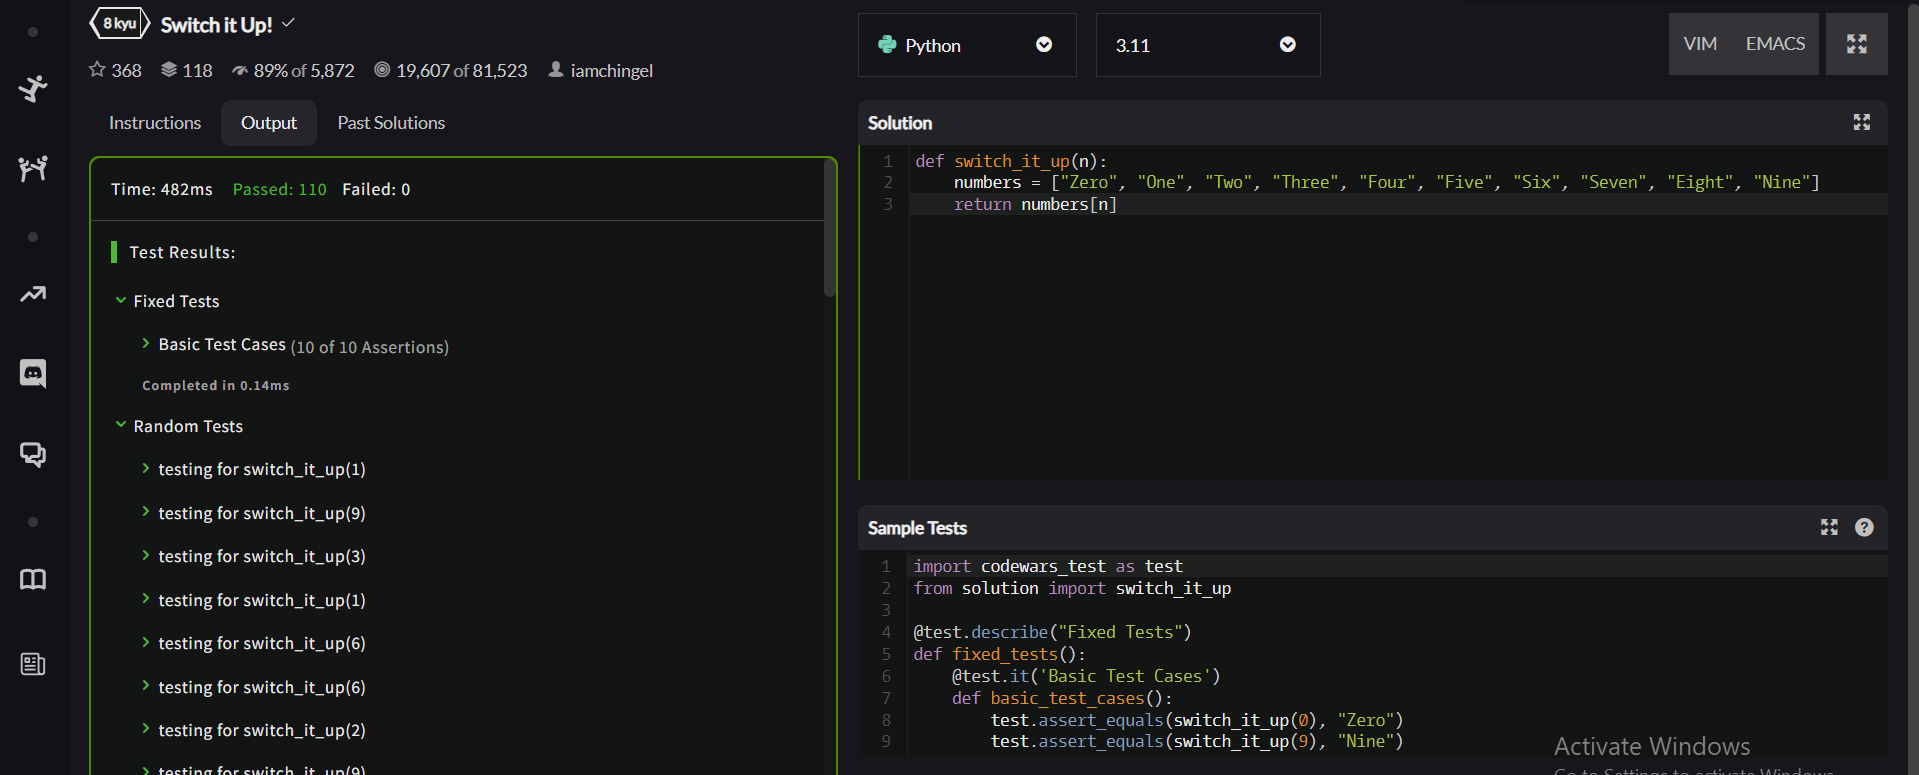 8 kyu Switch it Up!
368 118 89% of 5,872 19,607 of 81,523 iamchingel
Instructions Output Past Solutions
Time: 482ms Passed: 110 Failed: 0
Test Results:
Fixed Tests
Basic Test Cases (10 of 10 Assertions)
Completed in 0.14ms
Random Tests
testing for switch_it_up(1)
testing for switch_it_up(9)
testing for switch_it_up(3)
testing for switch_it_up(1)
testing for switch_it_up(6)
testing for switch_it_up(6)
testing for switch_it_up(2)
testing for switch_it_up(9)
Python 3.11 VIM EMACS
Solution
1 def switch_it_up(n):
2 numbers = ["Zero", "One", "Two", "Three", "Four", "Five", "Six", "Seven", "Eight", "Nine"]
3 return numbers[n]
Sample Tests
1 import codewars_test as test
2 from solution import switch_it_up
3
4 @test.describe("Fixed Tests")
5 def fixed_tests():
6 @test.it('Basic Test Cases')
7 def basic_test_cases():
8 test.assert_equals(switch_it_up(0), "Zero")
9 test.assert_equals(switch_it_up(9), "Nine")
Activate Windows
Go to Settings to activate Windows.